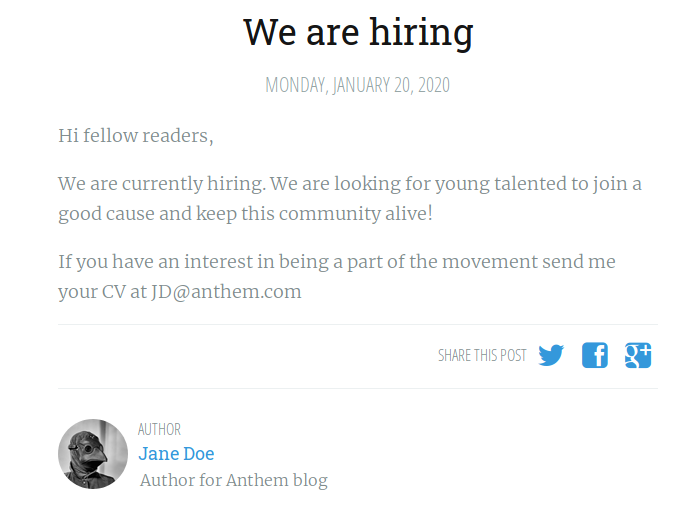 We are hiring
MONDAY, JANUARY 20, 2020
Hi fellow readers,
We are currently hiring. We are looking for young talented to join a
good cause and keep this community alive!
If you have an interest in being a part of the movement send me
your CV at JD@anthem.com
SHARE THIS POST
AUTHOR
Jane Doe
Author for Anthem blog